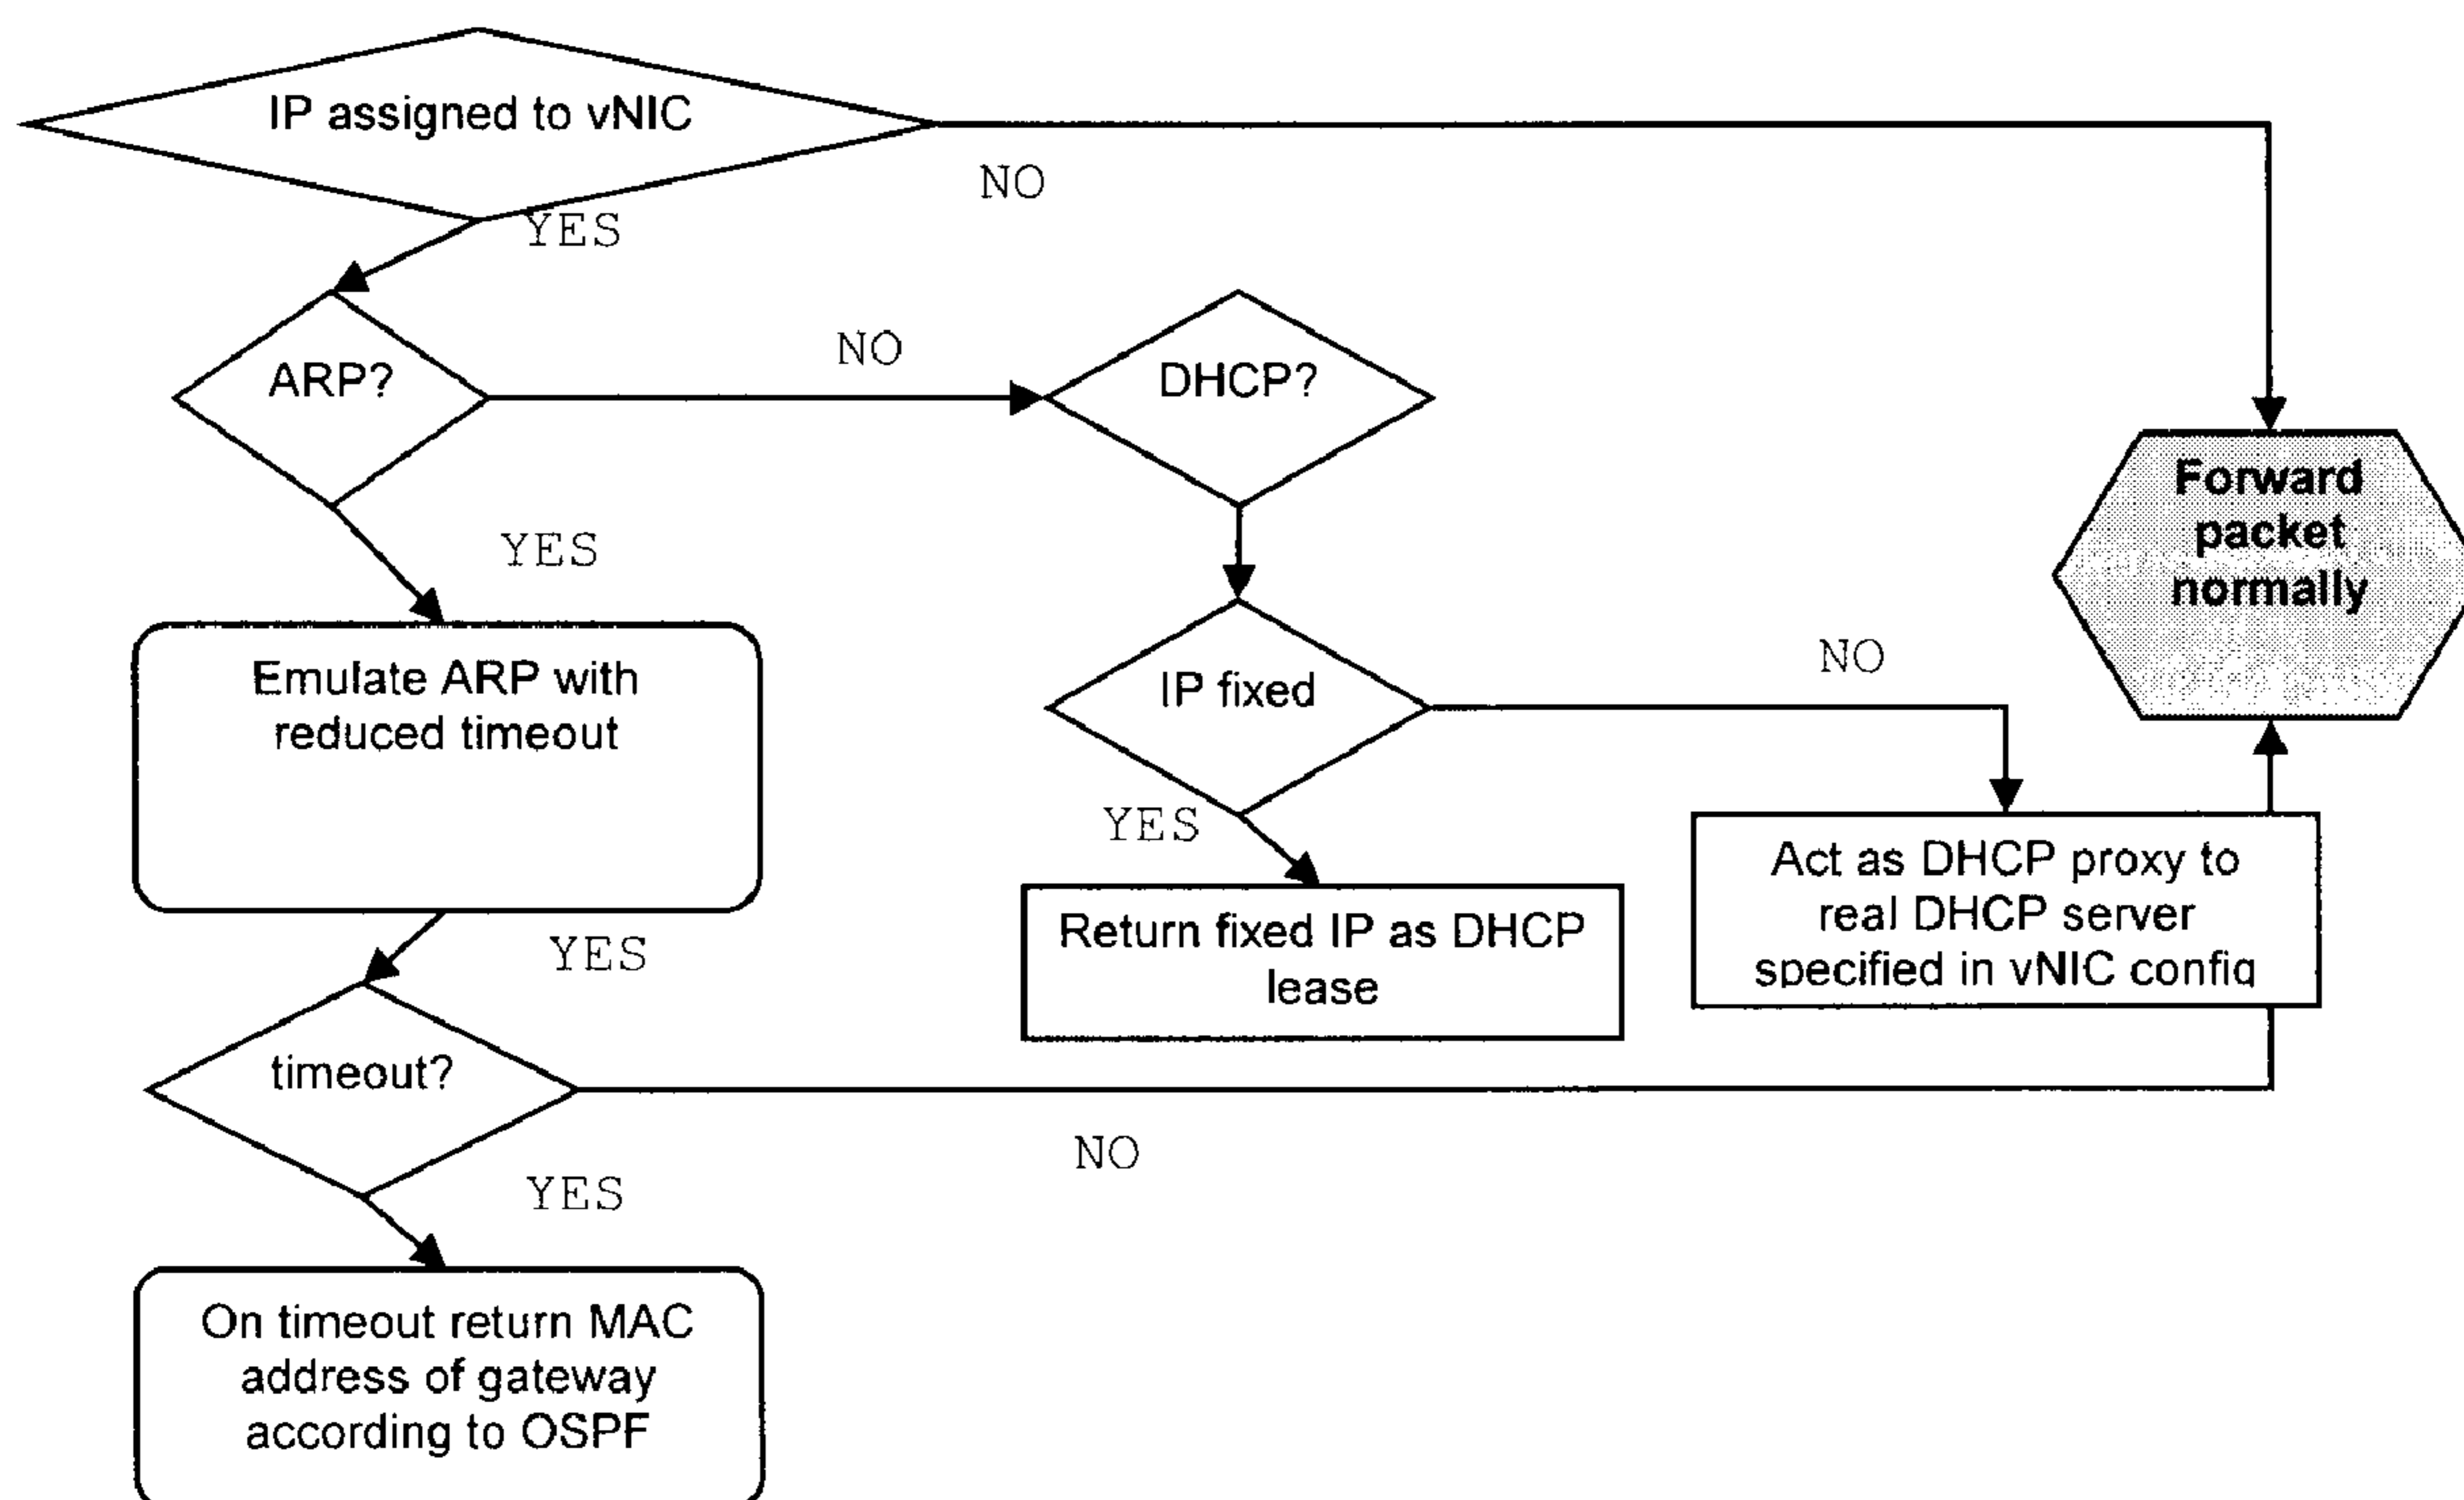 IP assigned to vNIC
NO
YES
ARP?
NO
DHCP?
Forward
packet
normally
YES
Emulate ARP with
reduced timeout
IP fixed
NO
YES
Act as DHCP proxy to
real DHCP server
specified in vNIC config
Return fixed IP as DHCP
lease
YES
timeout?
NO
YES
On timeout return MAC
address of gateway
according to OSPF